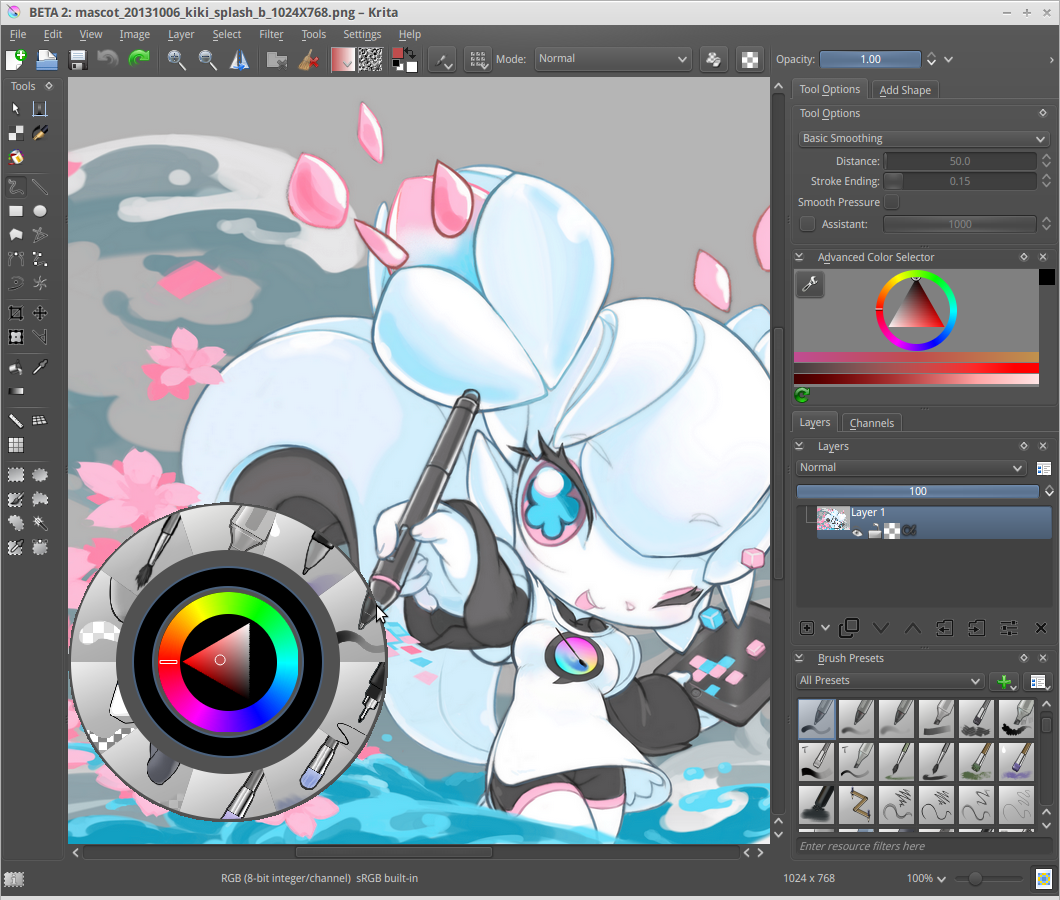 BETA 2: mascot_20131006_kiki_splash_b_1024X768.png – Krita
File Edit View Image Layer Select Filter Tools Settings Help
Mode: Normal Opacity: 1.00
Tools
Tool Options Add Shape
Tool Options
Basic Smoothing
Distance: 50.0
Stroke Ending: 0.15
Smooth Pressure
Assistant: 1000
Advanced Color Selector
Layers Channels
Layers
Normal
100
Layer 1
Brush Presets
All Presets
Enter resource filters here
RGB (8-bit integer/channel) sRGB built-in 1024 x 768 100%